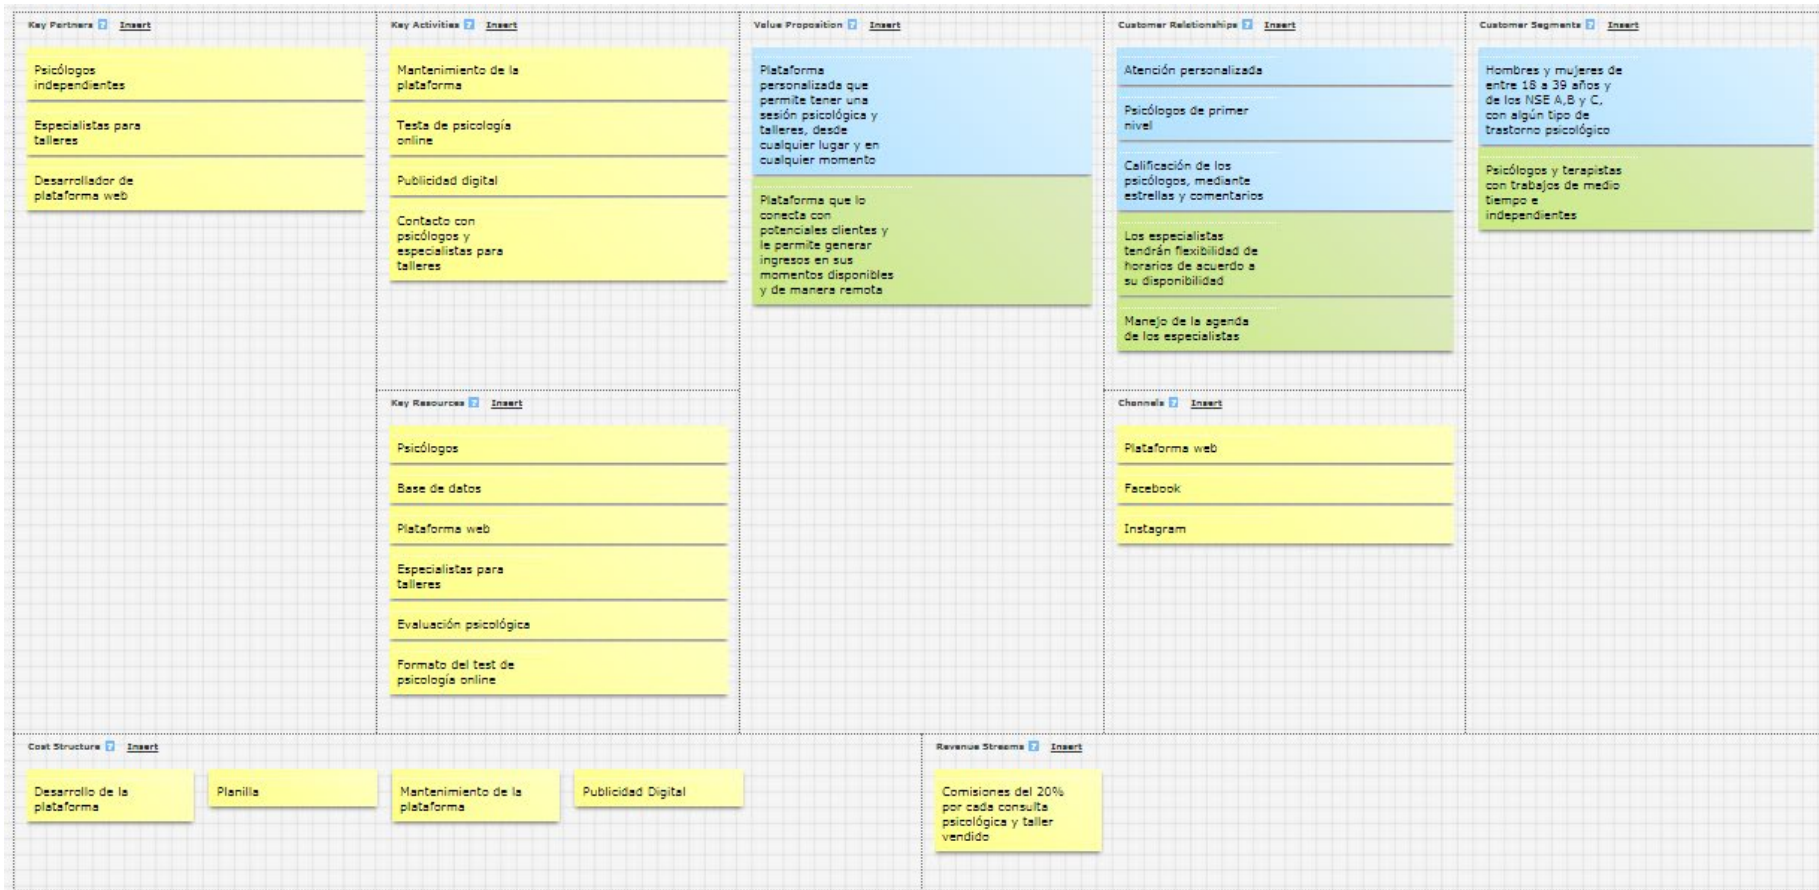 Key Partners ? Insert
Psicólogos
independientes
Especialistas para
talleres
Desarrollador de
plataforma web
Key Activities ? Insert
Mantenimiento de la
plataforma
Tests de psicología
online
Publicidad digital
Contacto con
psicólogos y
especialistas para
talleres
Key Resources ? Insert
Psicólogos
Base de datos
Plataforma web
Especialistas para
talleres
Evaluación psicológica
Formato del test de
psicología online
Value Proposition ? Insert
Plataforma
personalizada que
permite tener una
sesión psicológica y
talleres, desde
cualquier lugar y en
cualquier momento
Plataforma que lo
conecta con
potenciales clientes y
le permite generar
ingresos en sus
momentos disponibles
y de manera remota
Customer Relationships ? Insert
Atención personalizada
Psicólogos de primer
nivel
Calificación de los
psicólogos, mediante
estrellas y comentarios
Los especialistas
tendrán flexibilidad de
horarios de acuerdo a
su disponibilidad
Manejo de la agenda
de los especialistas
Channels ? Insert
Plataforma web
Facebook
Instagram
Customer Segments ? Insert
Hombres y mujeres de
entre 18 a 39 años y
de los NSE A,B y C,
con algún tipo de
trastorno psicológico
Psicólogos y terapistas
con trabajos de medio
tiempo e
independientes
Cost Structure ? Insert
Desarrollo de la
plataforma
Planilla
Mantenimiento de la
plataforma
Publicidad Digital
Revenue Streams ? Insert
Comisiones del 20%
por cada consulta
psicológica y taller
vendido